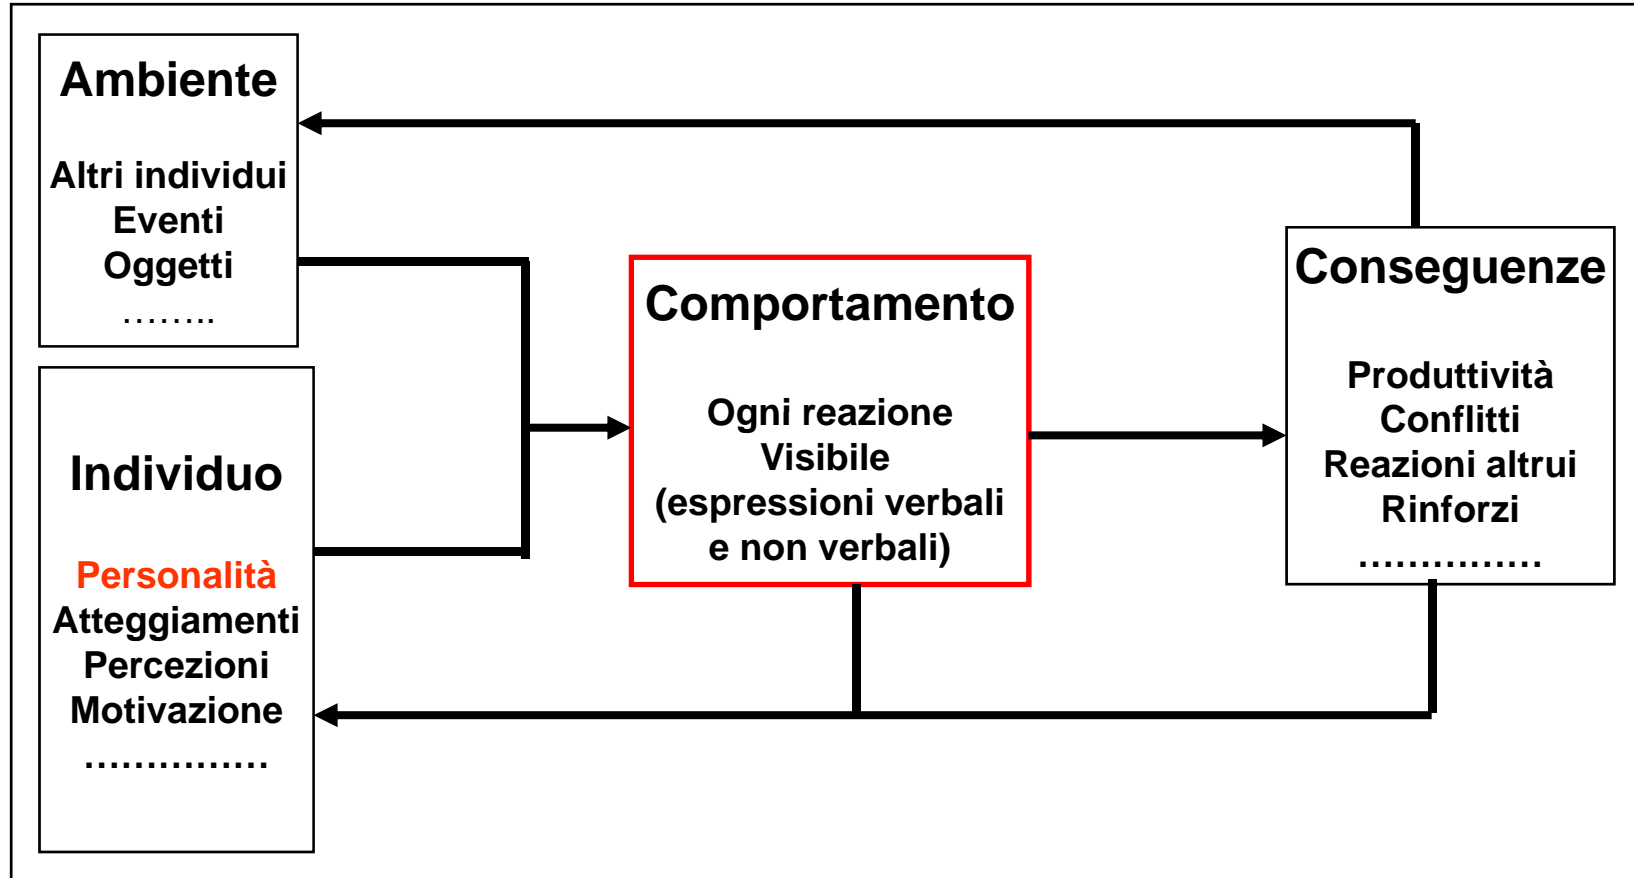 Ambiente
Altri individui
Eventi
Oggetti
……..
Individuo
Personalità
Atteggiamenti
Percezioni
Motivazione
……………
Comportamento
Ogni reazione
Visibile
(espressioni verbali
e non verbali)
Conseguenze
Produttività
Conflitti
Reazioni altrui
Rinforzi
……………